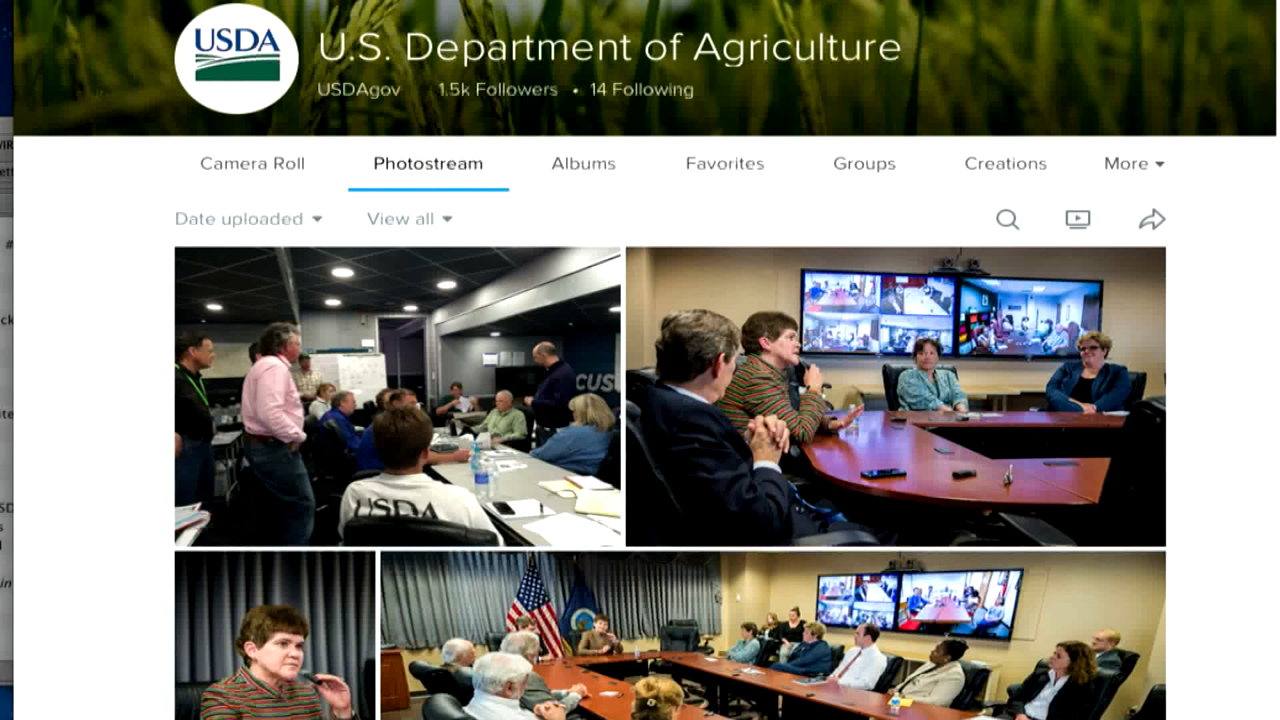 USDA
U.S. Department of Agriculture
USDAgov 1.5k Followers • 14 Following
Camera Roll Photostream Albums Favorites Groups Creations More
Date uploaded View all
CUS
USDA